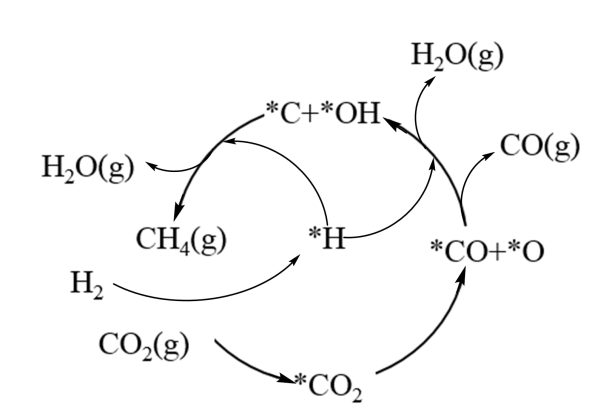 H₂O(g)
*C+*OH
CO(g)
H₂O(g)
CH₄(g)
*H
*CO+*O
H₂
CO₂(g)
*CO₂